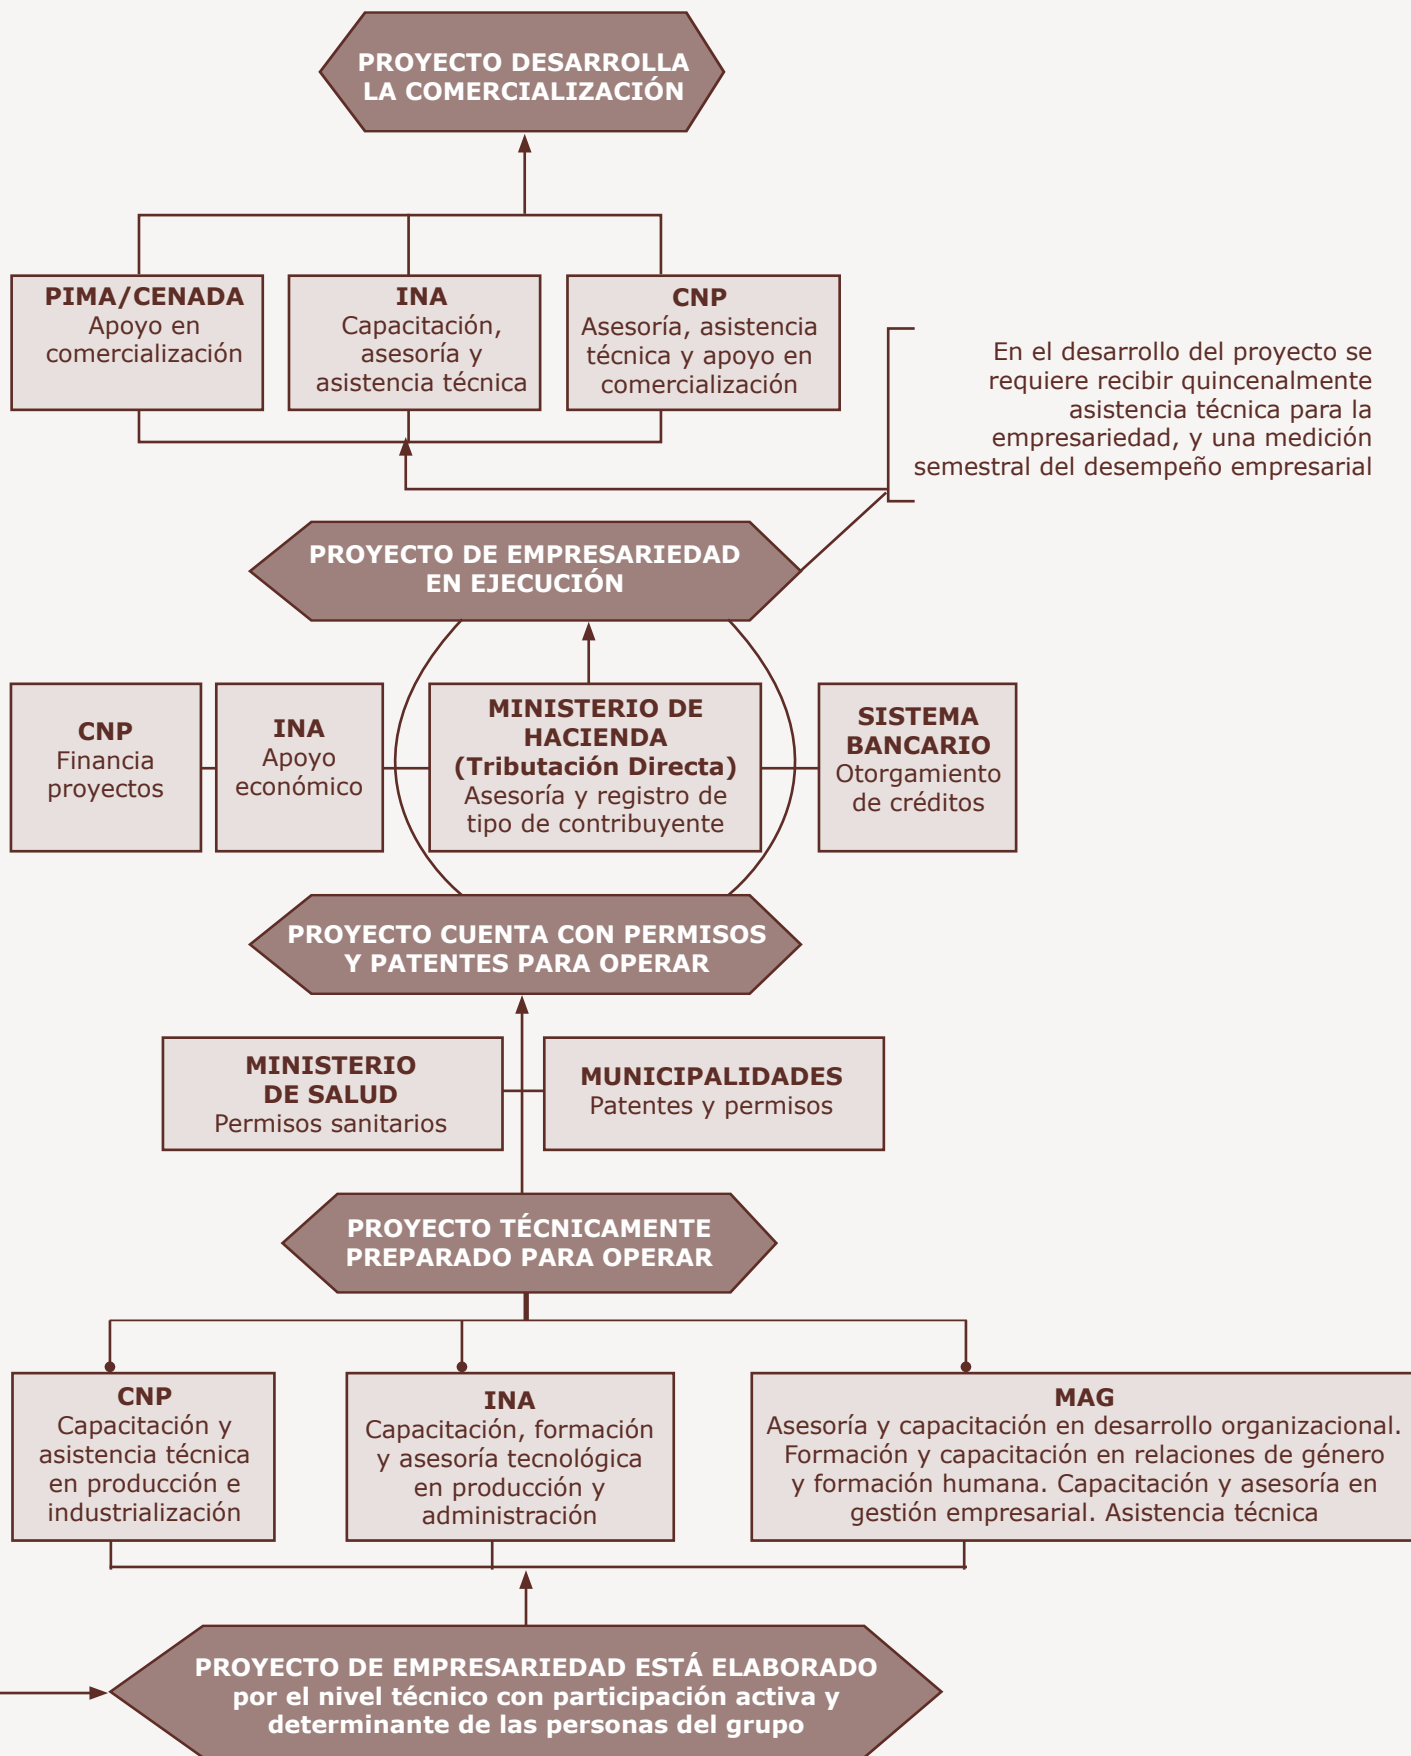 PROYECTO DESARROLLA
LA COMERCIALIZACIÓN
PIMA/CENADA
Apoyo en
comercialización
INA
Capacitación,
asesoría y
asistencia técnica
CNP
Asesoría, asistencia
técnica y apoyo en
comercialización
En el desarrollo del proyecto se
requiere recibir quincenalmente
asistencia técnica para la
empresariedad, y una medición
semestral del desempeño empresarial
PROYECTO DE EMPRESARIEDAD
EN EJECUCIÓN
CNP
Financia
proyectos
INA
Apoyo
económico
MINISTERIO DE
HACIENDA
(Tributación Directa)
Asesoría y registro de
tipo de contribuyente
SISTEMA
BANCARIO
Otorgamiento
de créditos
PROYECTO CUENTA CON PERMISOS
Y PATENTES PARA OPERAR
MINISTERIO
DE SALUD
Permisos sanitarios
MUNICIPALIDADES
Patentes y permisos
PROYECTO TÉCNICAMENTE
PREPARADO PARA OPERAR
CNP
Capacitación y
asistencia técnica
en producción e
industrialización
INA
Capacitación, formación
y asesoría tecnológica
en producción y
administración
MAG
Asesoría y capacitación en desarrollo organizacional.
Formación y capacitación en relaciones de género
y formación humana. Capacitación y asesoría en
gestión empresarial. Asistencia técnica
PROYECTO DE EMPRESARIEDAD ESTÁ ELABORADO
por el nivel técnico con participación activa y
determinante de las personas del grupo